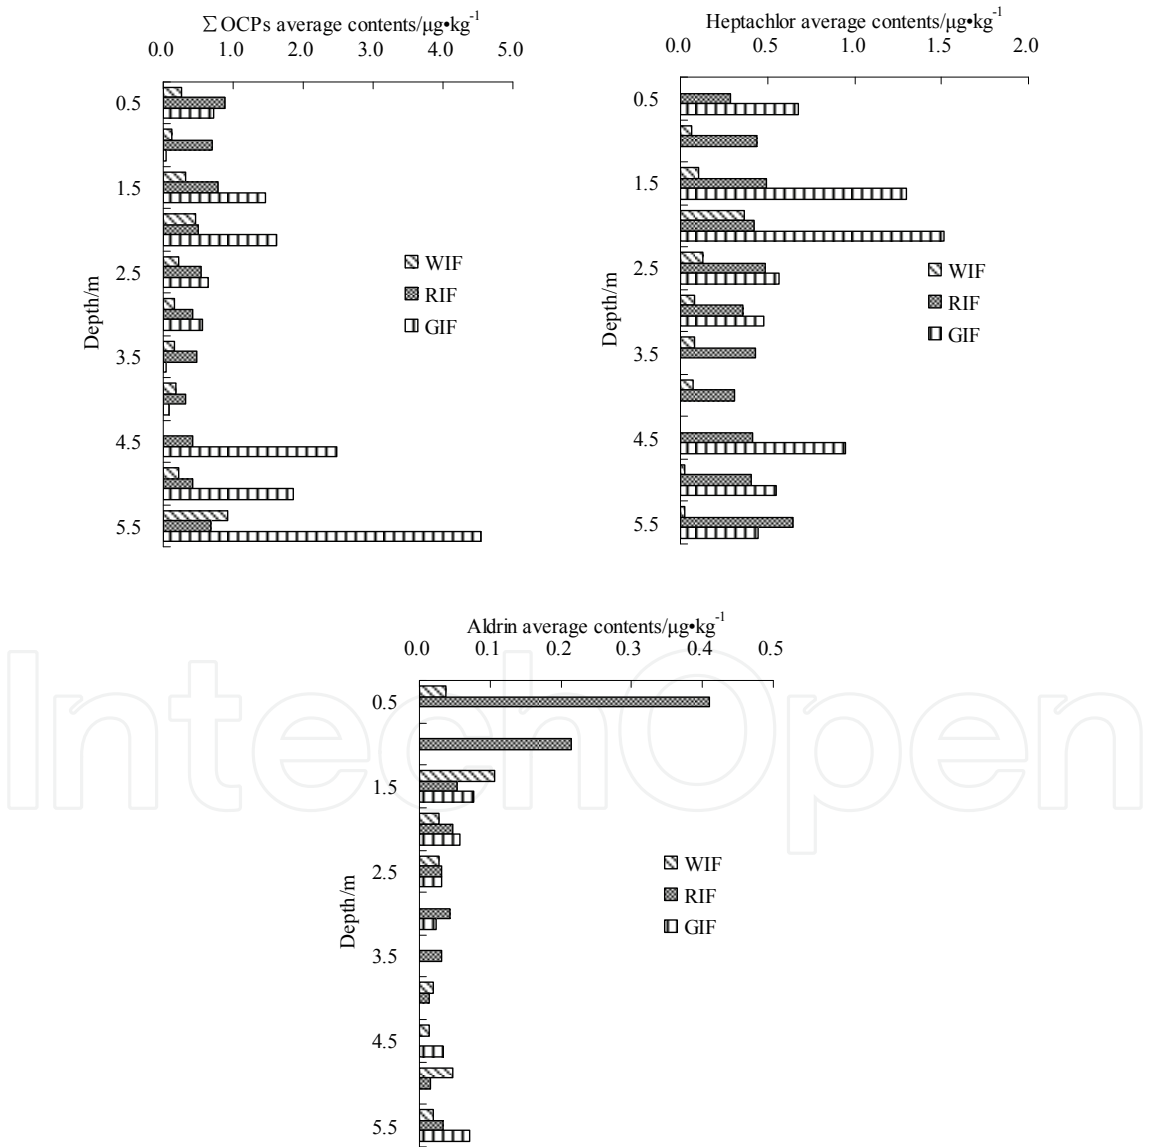 ∑OCPs average contents/μg•kg-1
0.0 1.0 2.0 3.0 4.0 5.0
Depth/m
0.5
1.5
2.5
3.5
4.5
5.5
WIF
RIF
GIF
Heptachlor average contents/μg•kg-1
0.0 0.5 1.0 1.5 2.0
Depth/m
0.5
1.5
2.5
3.5
4.5
5.5
WIF
RIF
GIF
Aldrin average contents/μg•kg-1
0.0 0.1 0.2 0.3 0.4 0.5
Depth/m
0.5
1.5
2.5
3.5
4.5
5.5
WIF
RIF
GIF
IntechOpen